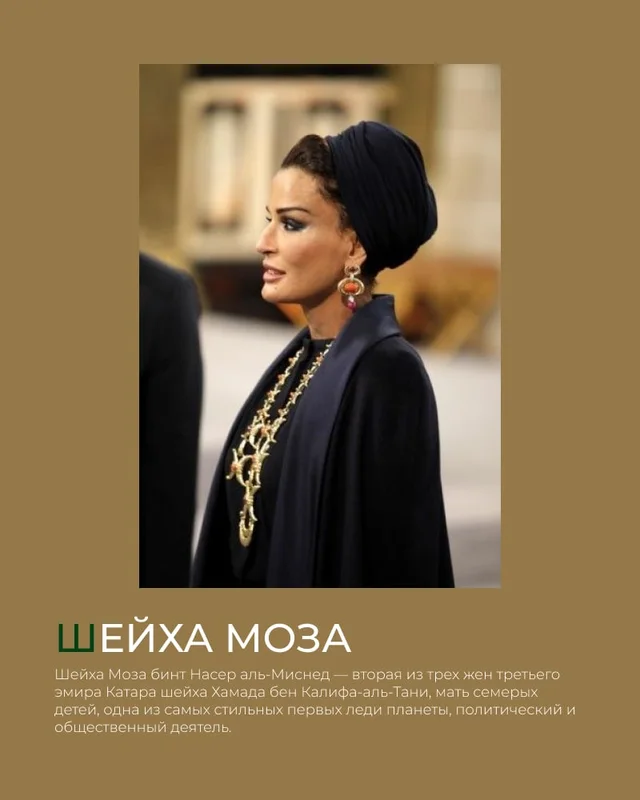 ШЕЙХА МОЗА
Шейха Моза бинт Насер аль-Миснед — вторая из трех жен третьего
эмира Катара шейха Хамада бен Калифа-аль-Тани, мать семерых
детей, одна из самых стильных первых леди планеты, политический и
общественный деятель.